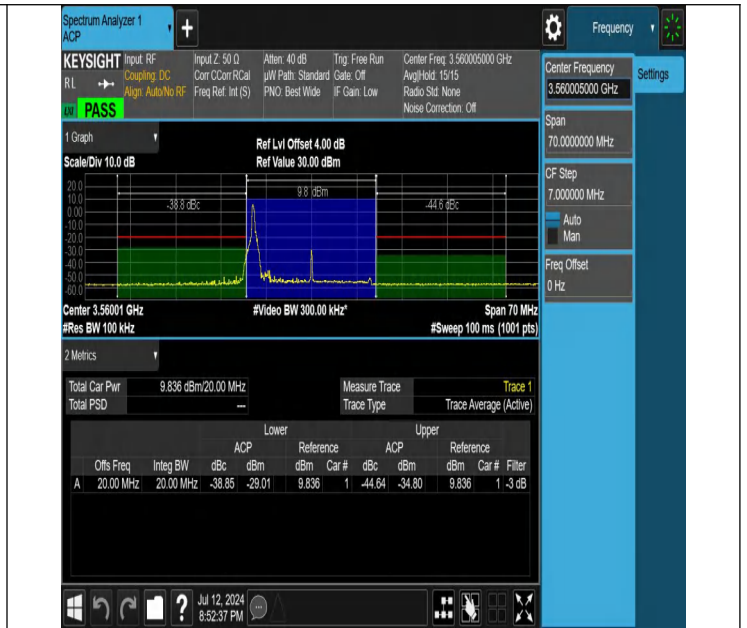 Spectrum Analyzer 1
ACP
Frequency
KEYSIGHT
RL
LXI PASS
Input: RF
Coupling: DC
Align: Auto/No RF
Input Z: 50 Ω
Corr CCorr RCal
Freq Ref: Int (S)
Atten: 40 dB
µW Path: Standard
PNO: Best Wide
Trig: Free Run
Gate: Off
IF Gain: Low
Center Freq: 3.560005000 GHz
Avg|Hold: 15/15
Radio Std: None
Noise Correction: Off
Center Frequency
3.560005000 GHz
Settings
Span
70.0000000 MHz
CF Step
7.000000 MHz
Auto
Man
Freq Offset
0 Hz
1 Graph
Scale/Div 10.0 dB
Ref Lvl Offset 4.00 dB
Ref Value 30.00 dBm
20.0
10.0
0.00
-10.0
-20.0
-30.0
-40.0
-50.0
-60.0
-38.8 dBc
9.8 dBm
-44.6 dBc
Center 3.56001 GHz #Video BW 300.00 kHz* Span 70 MHz
#Res BW 100 kHz #Sweep 100 ms (1001 pts)
2 Metrics
Total Car Pwr 9.836 dBm/20.00 MHz Measure Trace Trace 1
Total PSD --- Trace Type Trace Average (Active)
Lower Upper
ACP Reference ACP Reference
Offs Freq Integ BW dBc dBm dBm Car # dBc dBm dBm Car # Filter
A 20.00 MHz 20.00 MHz -38.85 -29.01 9.836 1 -44.64 -34.80 9.836 1 -3 dB
?
Jul 12, 2024
8:52:37 PM